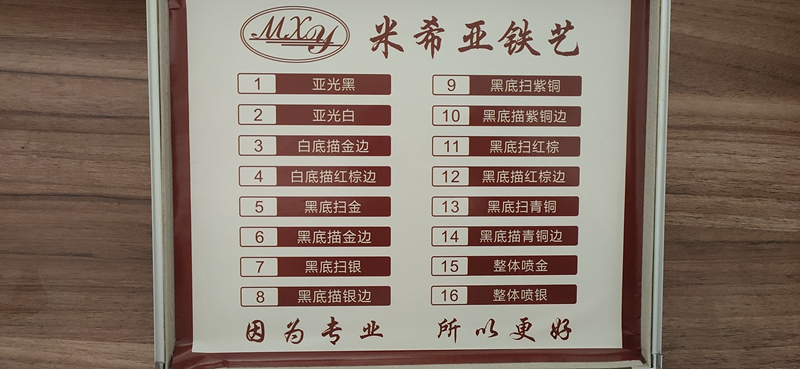 MXY 米希亚铁艺
1 亚光黑
2 亚光白
3 白底描金边
4 白底描红棕边
5 黑底扫金
6 黑底描金边
7 黑底扫银
8 黑底描银边
9 黑底扫紫铜
10 黑底描紫铜边
11 黑底扫红棕
12 黑底描红棕边
13 黑底扫青铜
14 黑底描青铜边
15 整体喷金
16 整体喷银
因为专业 所以更好